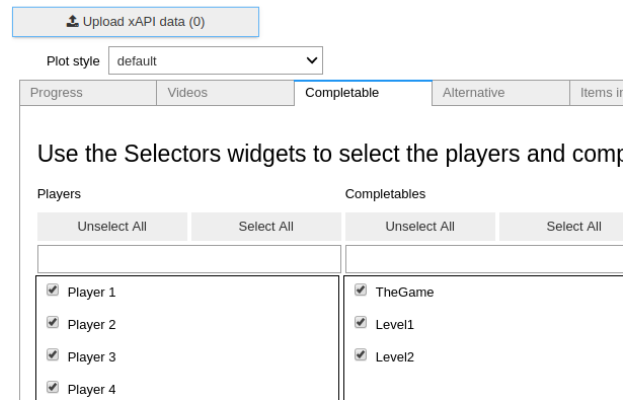 Upload xAPI data (0)
Plot style default
Progress Videos Completable Alternative Items in
Use the Selectors widgets to select the players and comp
Players Completables
Unselect All Select All Unselect All Select All
Player 1 TheGame
Player 2 Level1
Player 3 Level2
Player 4